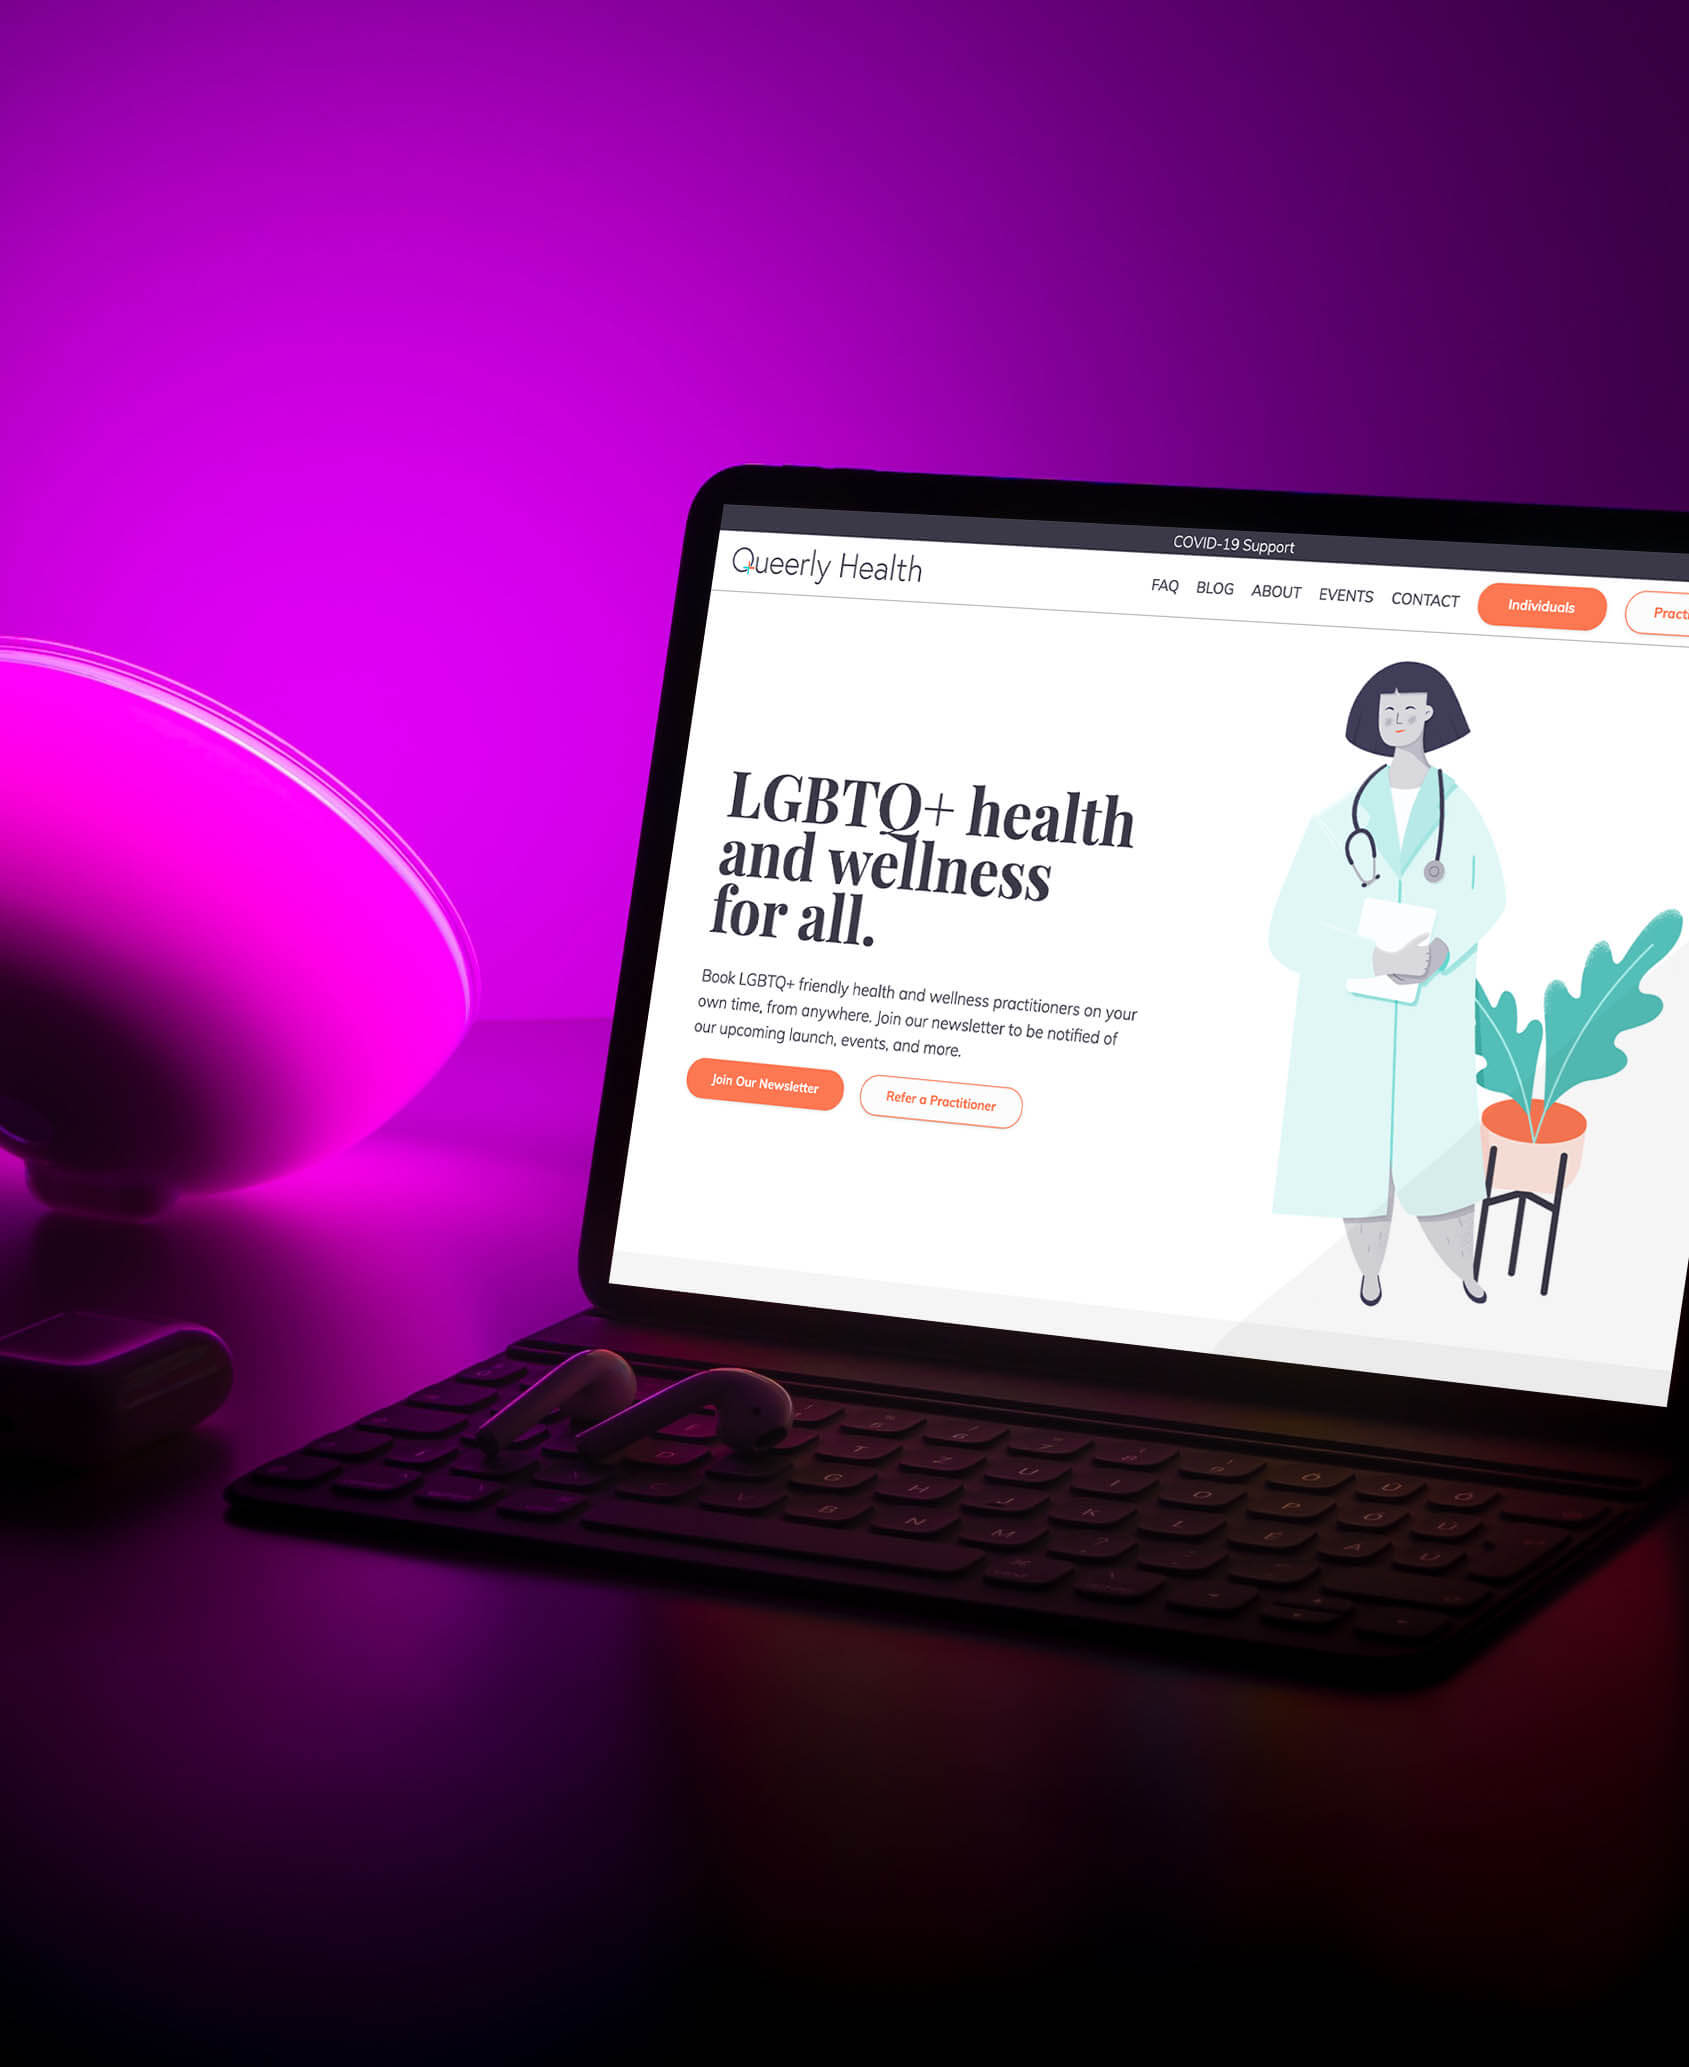 COVID-19 Support
Queerly Health
FAQ BLOG ABOUT EVENTS CONTACT Individuals
LGBTQ+ health
and wellness
for all.
Book LGBTQ+ friendly health and wellness practitioners on your
own time, from anywhere. Join our newsletter to be notified of
our upcoming launch, events, and more.
Join Our Newsletter Refer a Practitioner
T Z U I O P
D G H J K L É
C V B N M